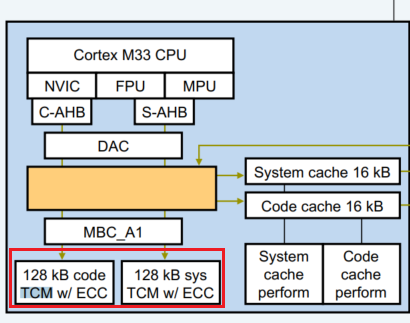 Cortex M33 CPU
NVIC FPU MPU
C-AHB S-AHB
DAC
System cache 16 kB
Code cache 16 kB
MBC_A1
128 kB code
TCM w/ ECC
128 kB sys
TCM w/ ECC
System
cache
perform
Code
cache
perform